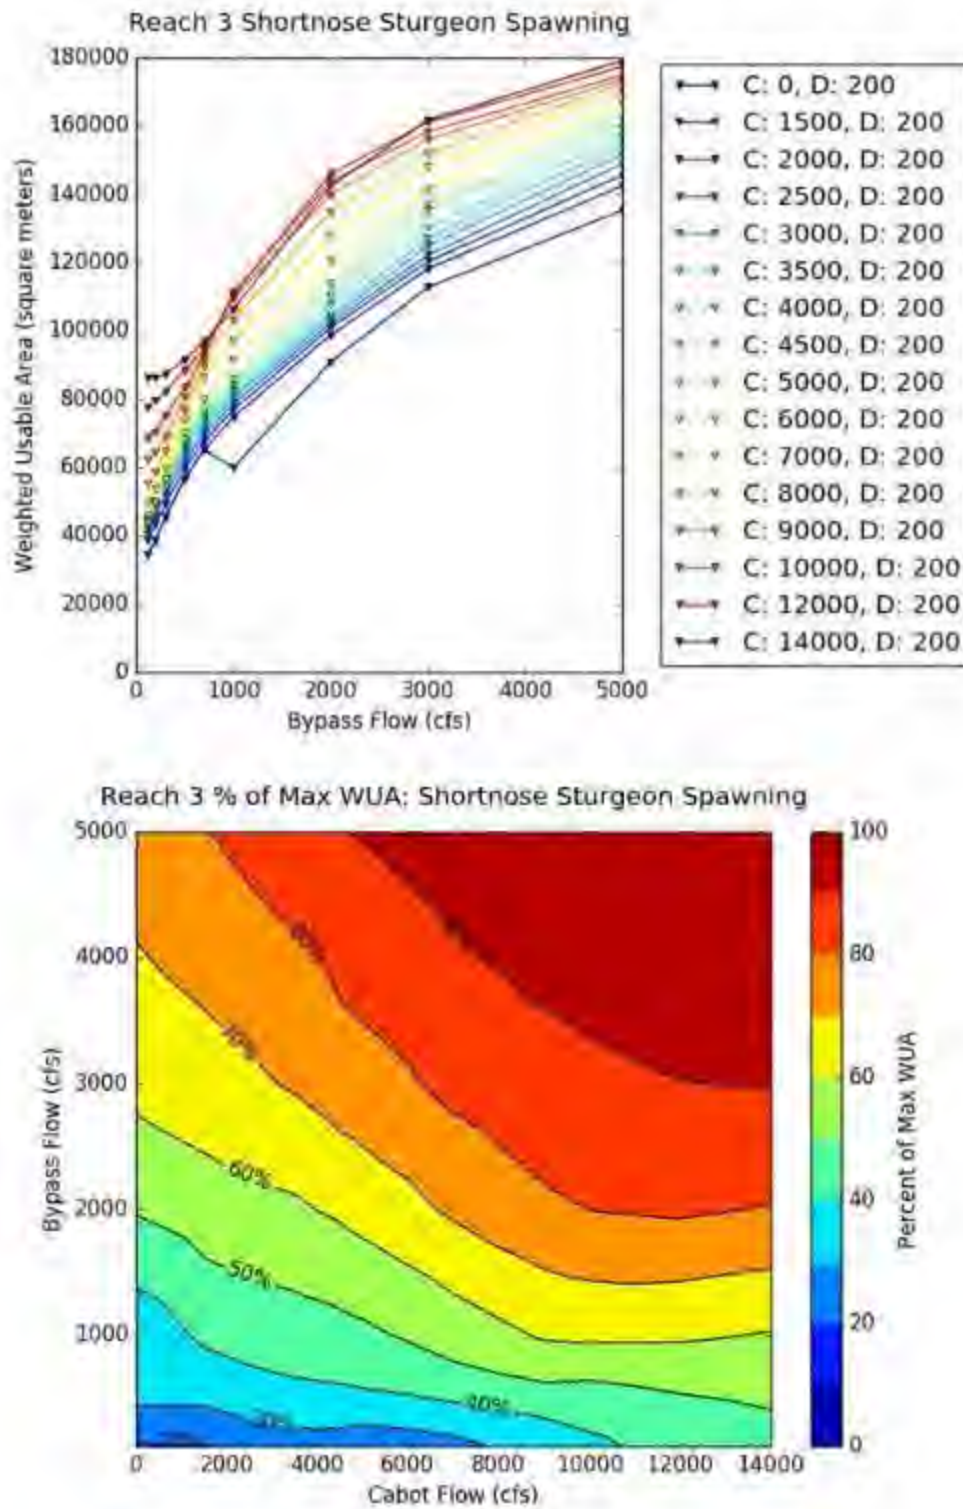 Reach 3 Shortnose Sturgeon Spawning
180000
160000
140000
120000
100000
80000
60000
40000
20000
0
Weighted Usable Area (square meters)
0 1000 2000 3000 4000 5000
Bypass Flow (cfs)
C: 0, D: 200
C: 1500, D: 200
C: 2000, D: 200
C: 2500, D: 200
C: 3000, D: 200
C: 3500, D: 200
C: 4000, D: 200
C: 4500, D: 200
C: 5000, D: 200
C: 6000, D: 200
C: 7000, D: 200
C: 8000, D: 200
C: 9000, D: 200
C: 10000, D: 200
C: 12000, D: 200
C: 14000, D: 200
Reach 3 % of Max WUA: Shortnose Sturgeon Spawning
5000
4000
3000
2000
1000
Bypass Flow (cfs)
80%
70%
60%
50%
40%
0 2000 4000 6000 8000 10000 12000 14000
Cabot Flow (cfs)
100
80
60
40
20
0
Percent of Max WUA